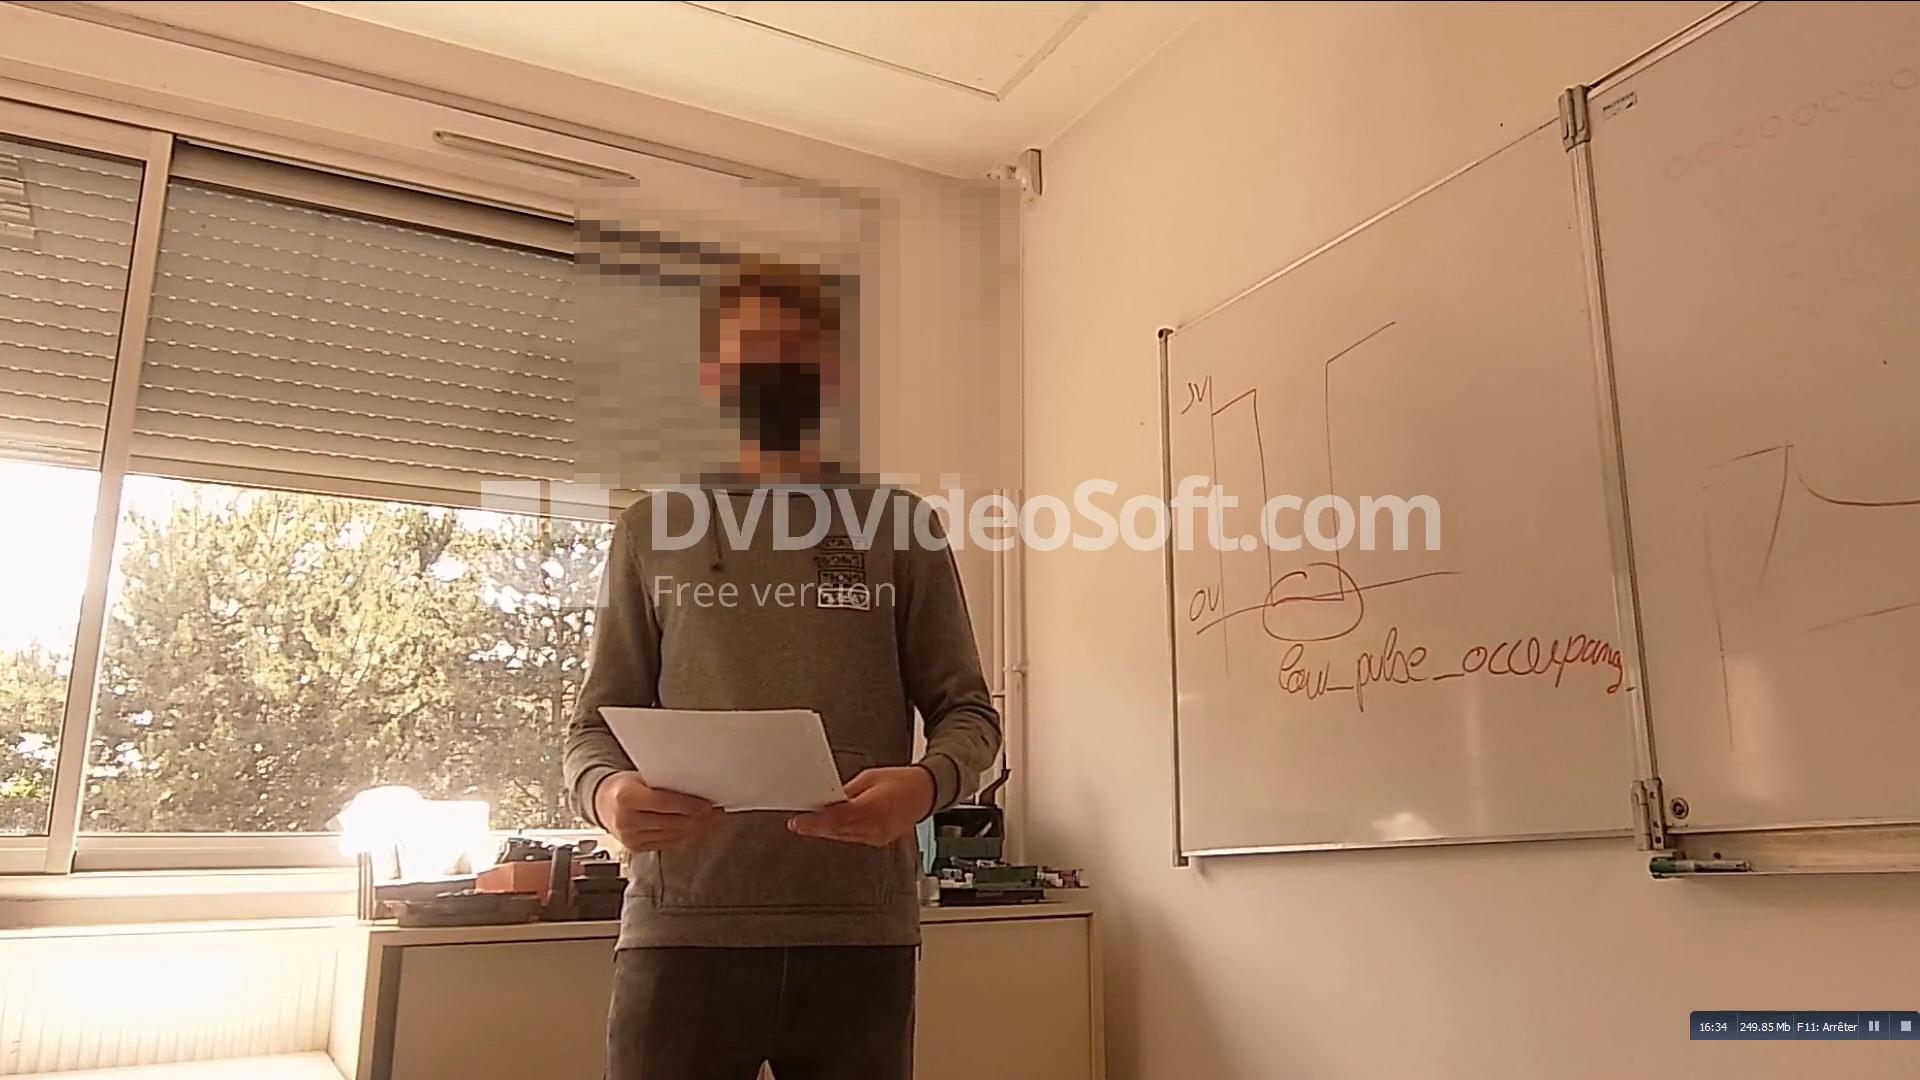 DVDVideoSoft.com
Free version
5V
0V
low_pulse_occupancy
16:34 249.85 Mb F11: Arrêter